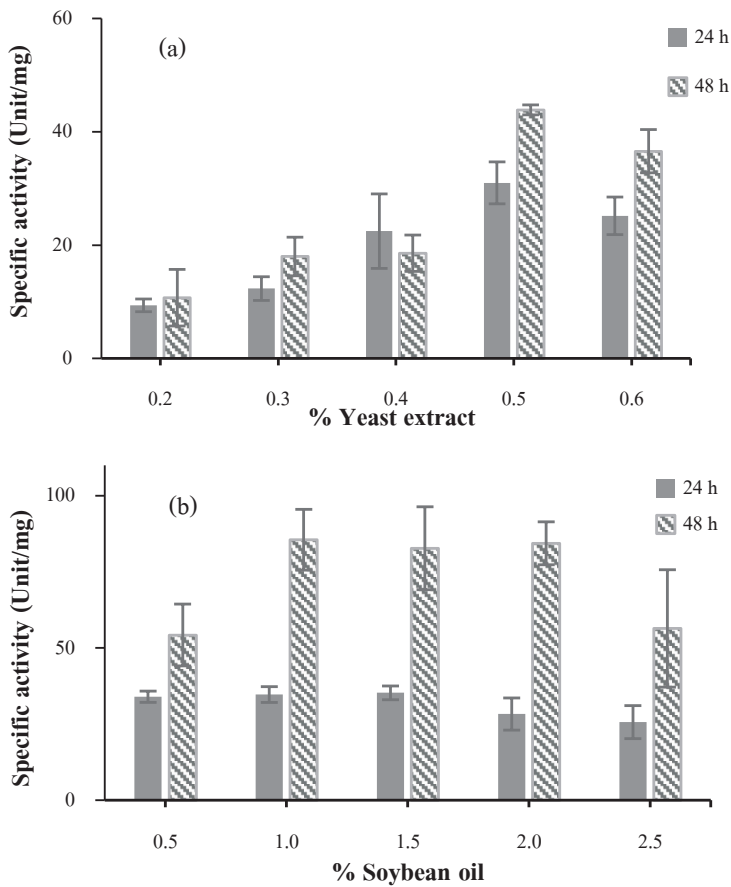 60
(a)
24 h
48 h
40
20
0
Specific activity (Unit/mg)
0.2 0.3 0.4 0.5 0.6
% Yeast extract
100
(b)
24 h
48 h
50
0
Specific activity (Unit/mg)
0.5 1.0 1.5 2.0 2.5
% Soybean oil